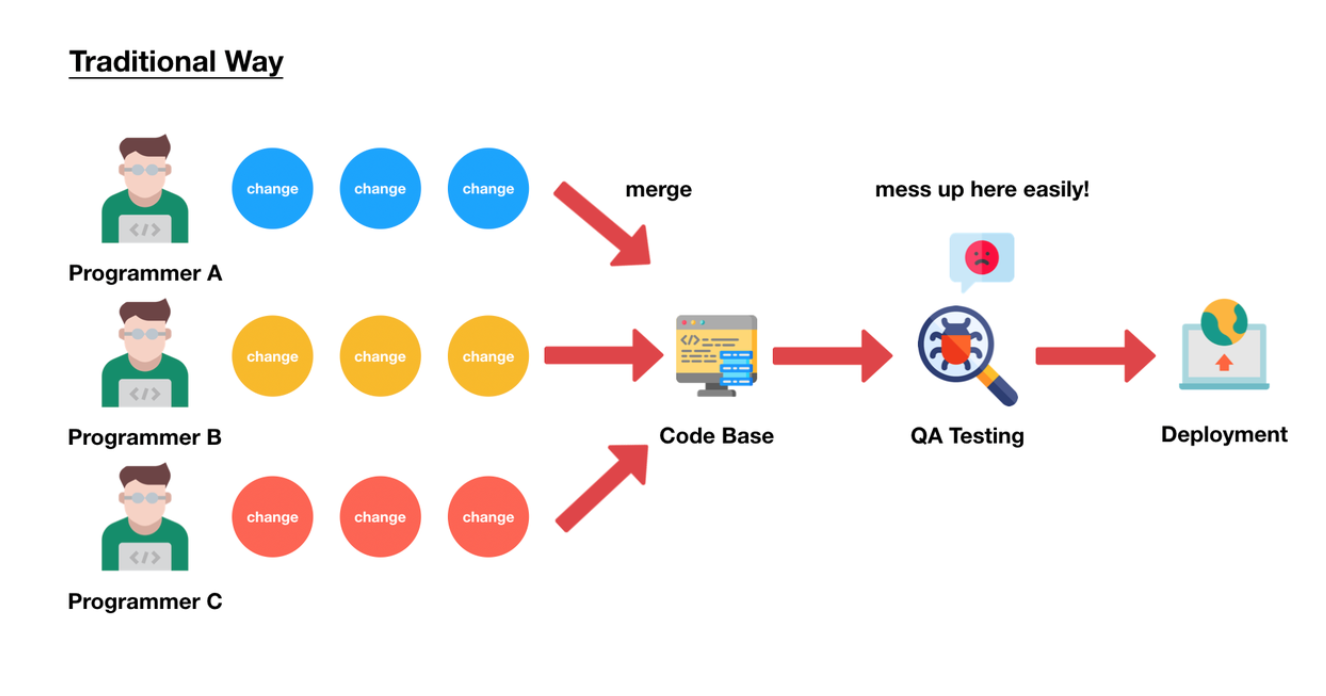 Traditional Way
change change change
merge
mess up here easily!
</>
Programmer A
change change change
</>
</>
Programmer B
Code Base
QA Testing
Deployment
change change change
</>
Programmer C